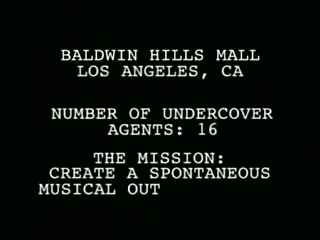 BALDWIN HILLS MALL
LOS ANGELES, CA
NUMBER OF UNDERCOVER
AGENTS: 16
THE MISSION:
CREATE A SPONTANEOUS
MUSICAL OUT